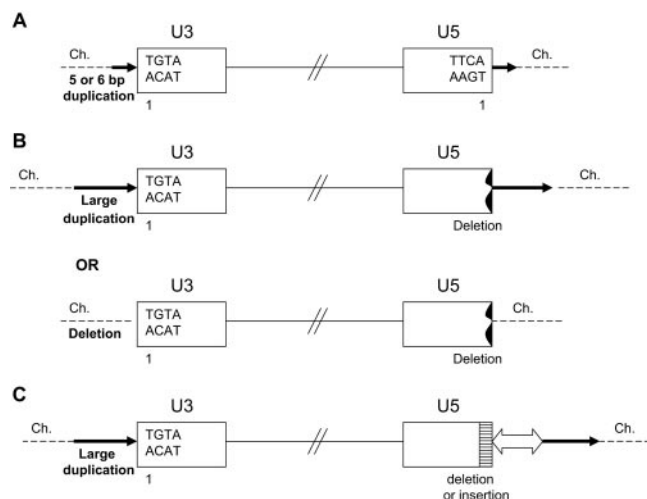 A
U3
U5
Ch.
TGTA
ACAT
TTCA
AAGT
Ch.
5 or 6 bp
duplication
1
1
B
U3
U5
Ch.
TGTA
ACAT
Ch.
Large
duplication
1
Deletion
OR
U3
U5
Ch.
TGTA
ACAT
Ch.
Deletion
1
Deletion
C
U3
U5
Ch.
TGTA
ACAT
Ch.
Large
duplication
1
deletion
or insertion